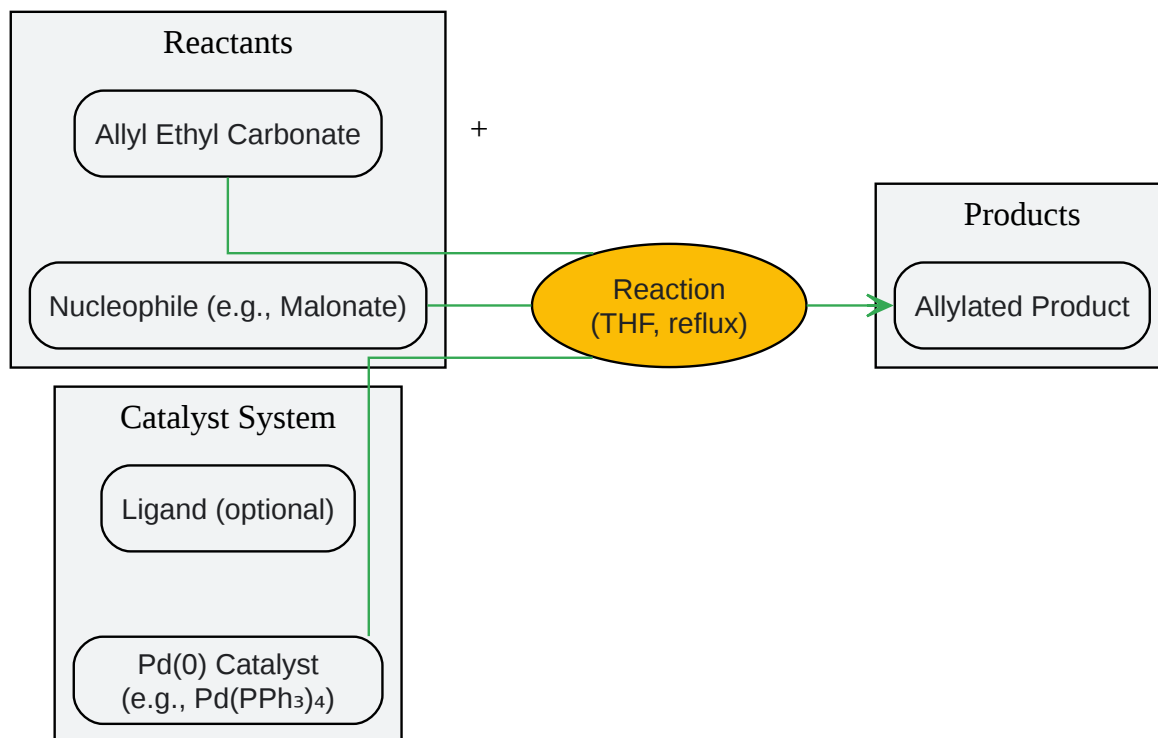 Reactants
Allyl Ethyl Carbonate
+
Nucleophile (e.g., Malonate)
Reaction
(THF, reflux)
Products
Allylated Product
Catalyst System
Ligand (optional)
Pd(0) Catalyst
(e.g., Pd(PPh₃)₄)